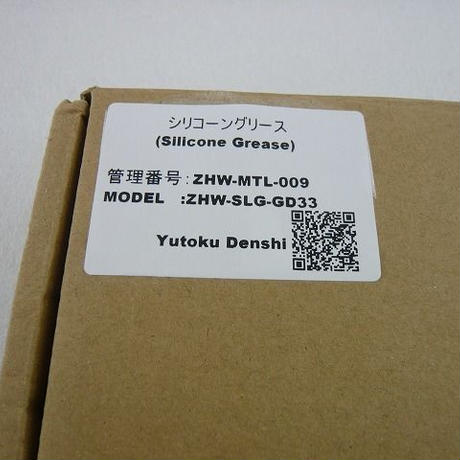 シリコーングリース
(Silicone Grease)
管理番号:ZHW-MTL-009
MODEL :ZHW-SLG-GD33
Yutoku Denshi